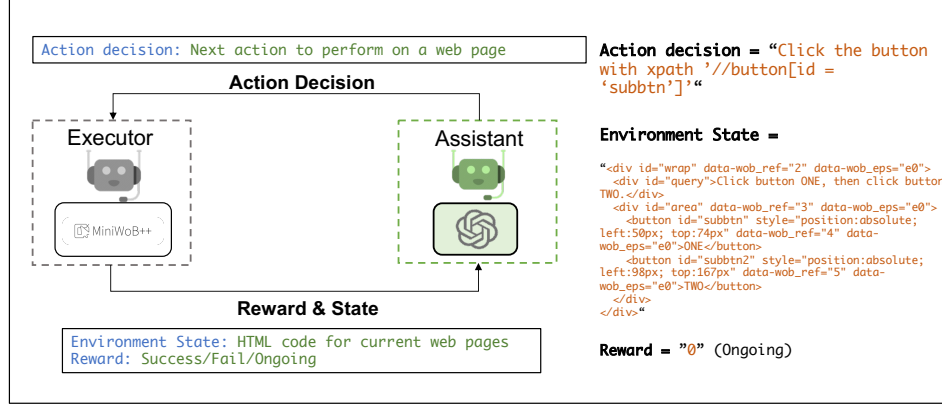 Action decision: Next action to perform on a web page
Action Decision
Executor
Assistant
MiniWoB++
Reward & State
Environment State: HTML code for current web pages
Reward: Success/Fail/Ongoing
Action decision = “Click the button
with xpath ’//button[id =
‘subbtn’]’“
Environment State =
“<div id="wrap" data-wob_ref="2" data-wob_eps="e0">
<div id="query">Click button ONE, then click button
TWO.</div>
<div id="area" data-wob_ref="3" data-wob_eps="e0">
<button id="subbtn" style="position:absolute;
left:50px; top:74px" data-wob_ref="4" data-
wob_eps="e0">ONE</button>
<button id="subbtn2" style="position:absolute;
left:98px; top:167px" data-wob_ref="5" data-
wob_eps="e0">TWO</button>
</div>
</div>“
Reward = ”0” (Ongoing)